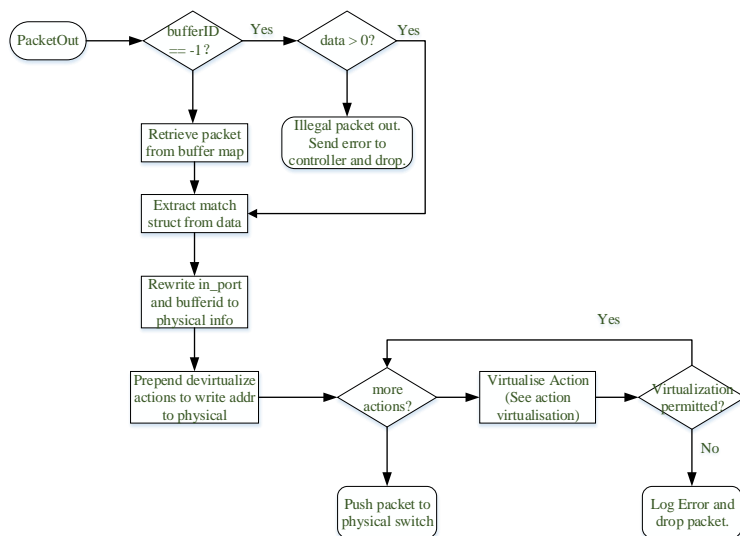 PacketOut
bufferID
== -1?
Yes
data > 0?
Yes
Retrieve packet
from buffer map
Illegal packet out.
Send error to
controller and drop.
Extract match
struct from data
Rewrite in_port
and bufferid to
physical info
Yes
Prepend devirtualize
actions to write addr
to physical
more
actions?
Virtualise Action
(See action
virtualisation)
Virtualization
permitted?
No
Push packet to
physical switch
Log Error and
drop packet.